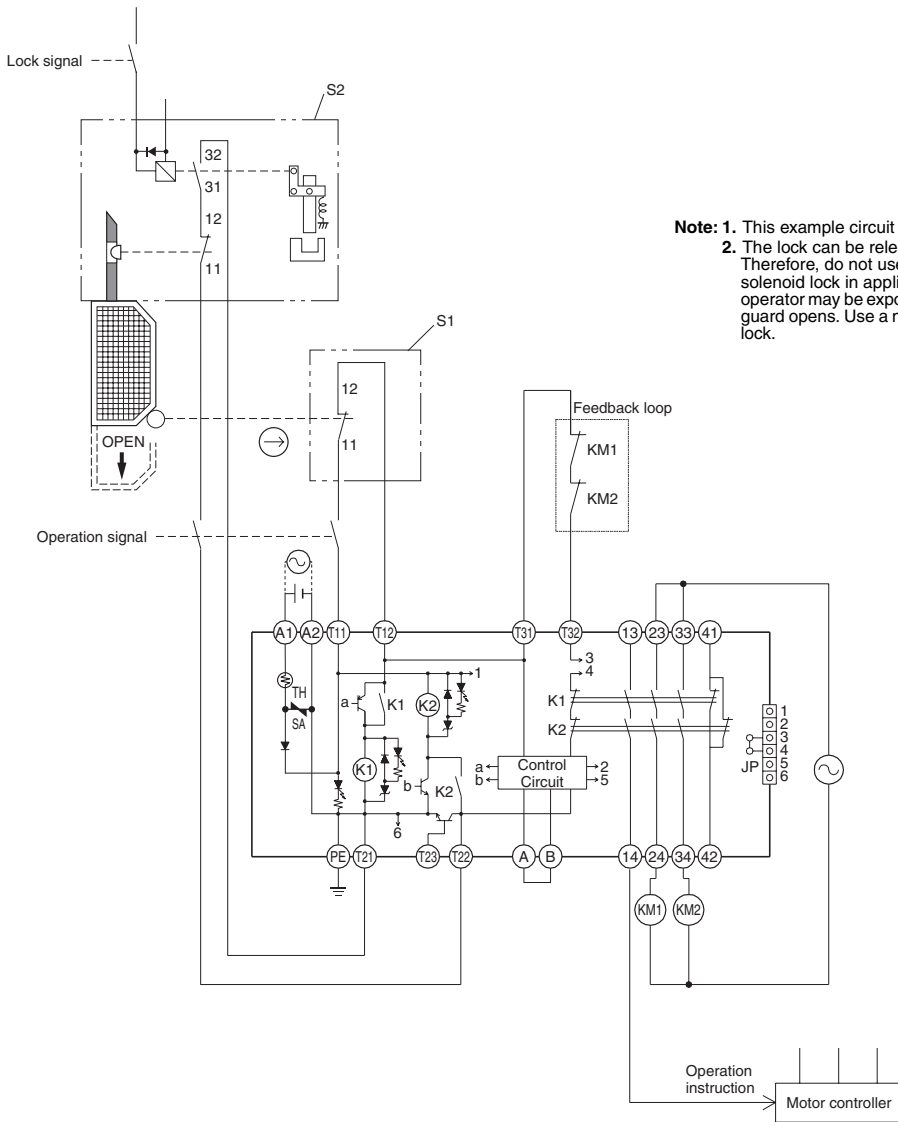 Lock signal
S2
32
31
12
11
Note: 1. This example circuit
2. The lock can be rele
Therefore, do not use
solenoid lock in appli
operator may be expo
guard opens. Use a
lock.
S1
12
11
OPEN
Feedback loop
KM1
KM2
Operation signal
A1 A2 T11 T12 T31 T32 13 23 33 41
TH
SA
a
K1
K2
1
3
4
K1
K2
1
2
3
4
5
6
JP
K1
b
K2
a
b
Control
Circuit
2
5
6
PE T21 T23 T22 A B 14 24 34 42
KM1 KM2
Operation
instruction
Motor controller